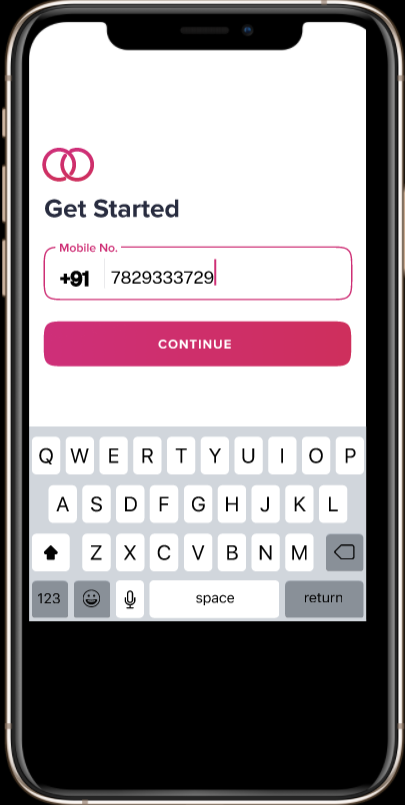 Get Started
Mobile No.
+91 7829333729
CONTINUE
Q W E R T Y U I O P
A S D F G H J K L
Z X C V B N M
123 space return